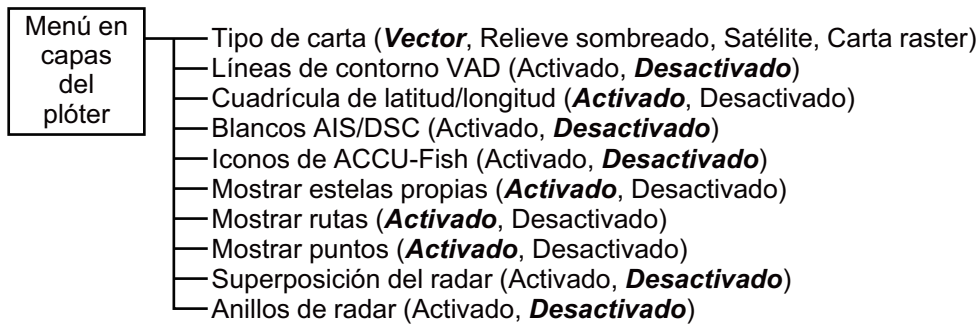 Menú en
capas
del
plóter
Tipo de carta (Vector, Relieve sombreado, Satélite, Carta raster)
Líneas de contorno VAD (Activado, Desactivado)
Cuadrícula de latitud/longitud (Activado, Desactivado)
Blancos AIS/DSC (Activado, Desactivado)
Iconos de ACCU-Fish (Activado, Desactivado)
Mostrar estelas propias (Activado, Desactivado)
Mostrar rutas (Activado, Desactivado)
Mostrar puntos (Activado, Desactivado)
Superposición del radar (Activado, Desactivado)
Anillos de radar (Activado, Desactivado)